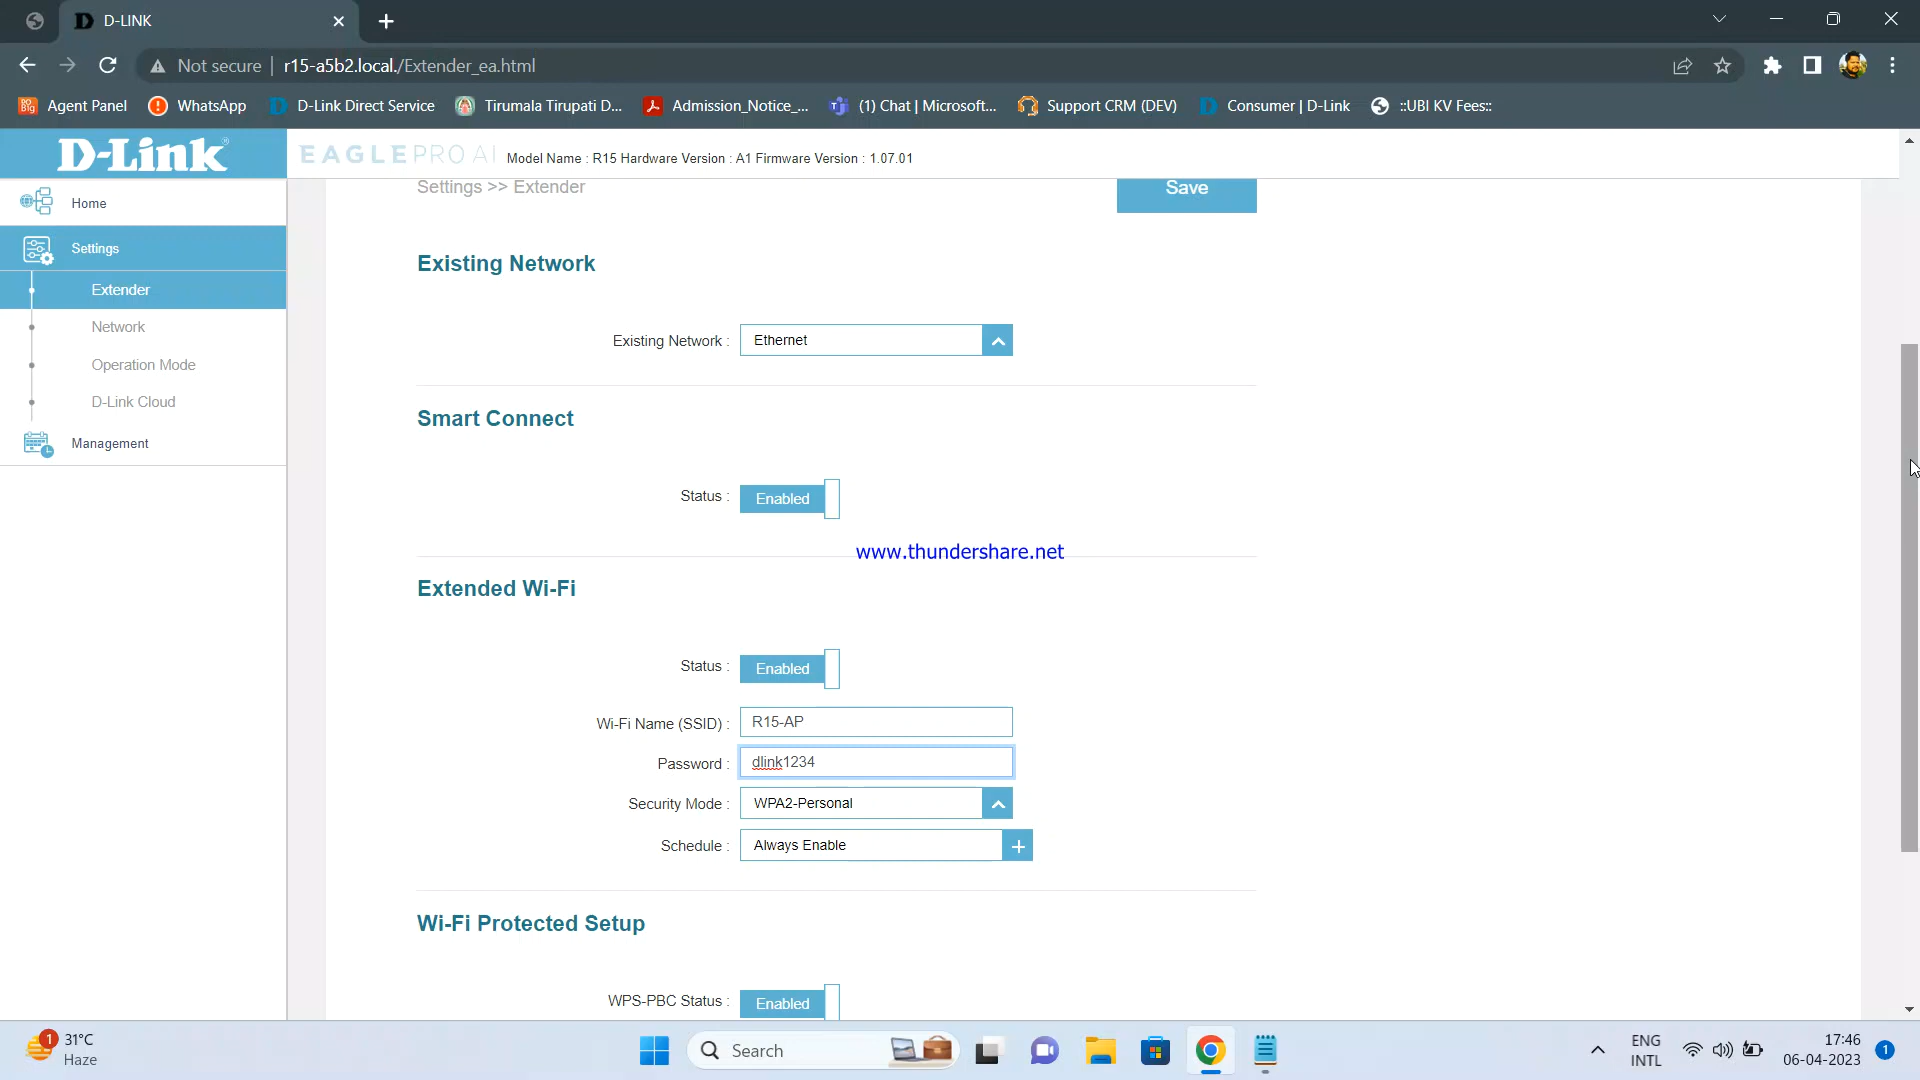 D-LINK
Not secure
r15-a5b2.local./Extender_ea.html
Agent Panel
WhatsApp
D-Link Direct Service
Tirumala Tirupati D...
Admission_Notice_...
(1) Chat | Microsoft...
Support CRM (DEV)
Consumer | D-Link
::UBI KV Fees::
D-Link
EAGLE PRO AI
Model Name : R15 Hardware Version : A1 Firmware Version : 1.07.01
Home
Settings
Extender
Network
Operation Mode
D-Link Cloud
Management
Settings >> Extender
Save
Existing Network
Existing Network : Ethernet
Smart Connect
Status : Enabled
www.thundershare.net
Extended Wi-Fi
Status : Enabled
Wi-Fi Name (SSID) : R15-AP
Password : dlink1234
Security Mode : WPA2-Personal
Schedule : Always Enable
Wi-Fi Protected Setup
WPS-PBC Status : Enabled
1
31°C
Haze
Search
ENG
INTL
17:46
06-04-2023
1